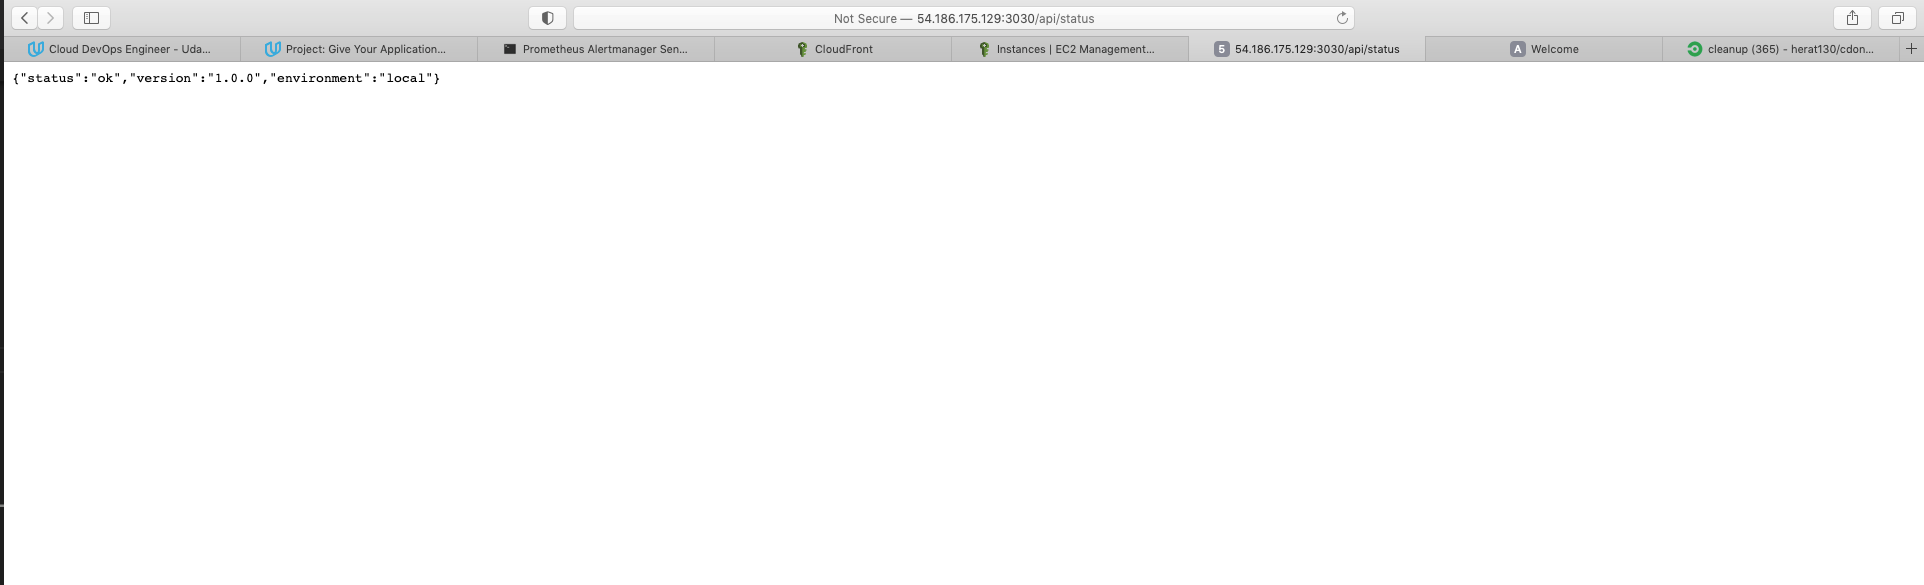 Not Secure — 54.186.175.129:3030/api/status
Cloud DevOps Engineer - Uda...
Project: Give Your Application...
Prometheus Alertmanager Sen...
CloudFront
Instances | EC2 Management...
5 54.186.175.129:3030/api/status
A Welcome
cleanup (365) - herat130/cdon...
{"status":"ok","version":"1.0.0","environment":"local"}